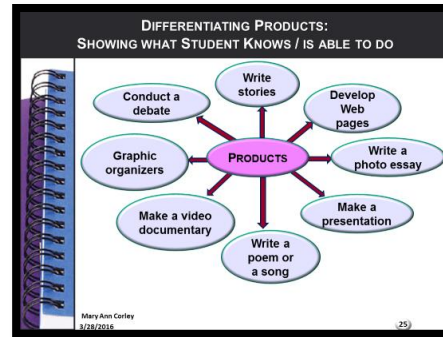 DIFFERENTIATING PRODUCTS:
SHOWING WHAT STUDENT KNOWS / IS ABLE TO DO
Write
stories
Conduct a
debate
Develop
Web
pages
Graphic
organizers
PRODUCTS
Write a
photo essay
Make a video
documentary
Make a
presentation
Write a
poem or
a song
Mary Ann Corley
3/28/2016
25